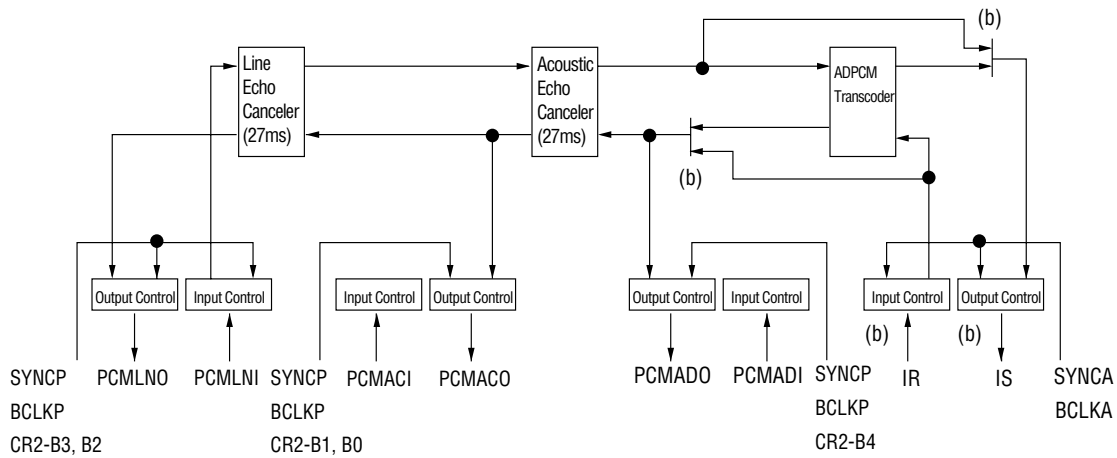 (b)
Line
Echo
Canceler
(27ms)
Acoustic
Echo
Canceler
(27ms)
ADPCM
Transcoder
(b)
Output Control
Input Control
Input Control
Output Control
Output Control
Input Control
Input Control
Output Control
(b)
(b)
SYNCP
BCLKP
CR2-B3, B2
PCMLNO
PCMLNI
SYNCP
BCLKP
CR2-B1, B0
PCMACI
PCMACO
PCMADO
PCMADI
SYNCP
BCLKP
CR2-B4
IR
IS
SYNCA
BCLKA